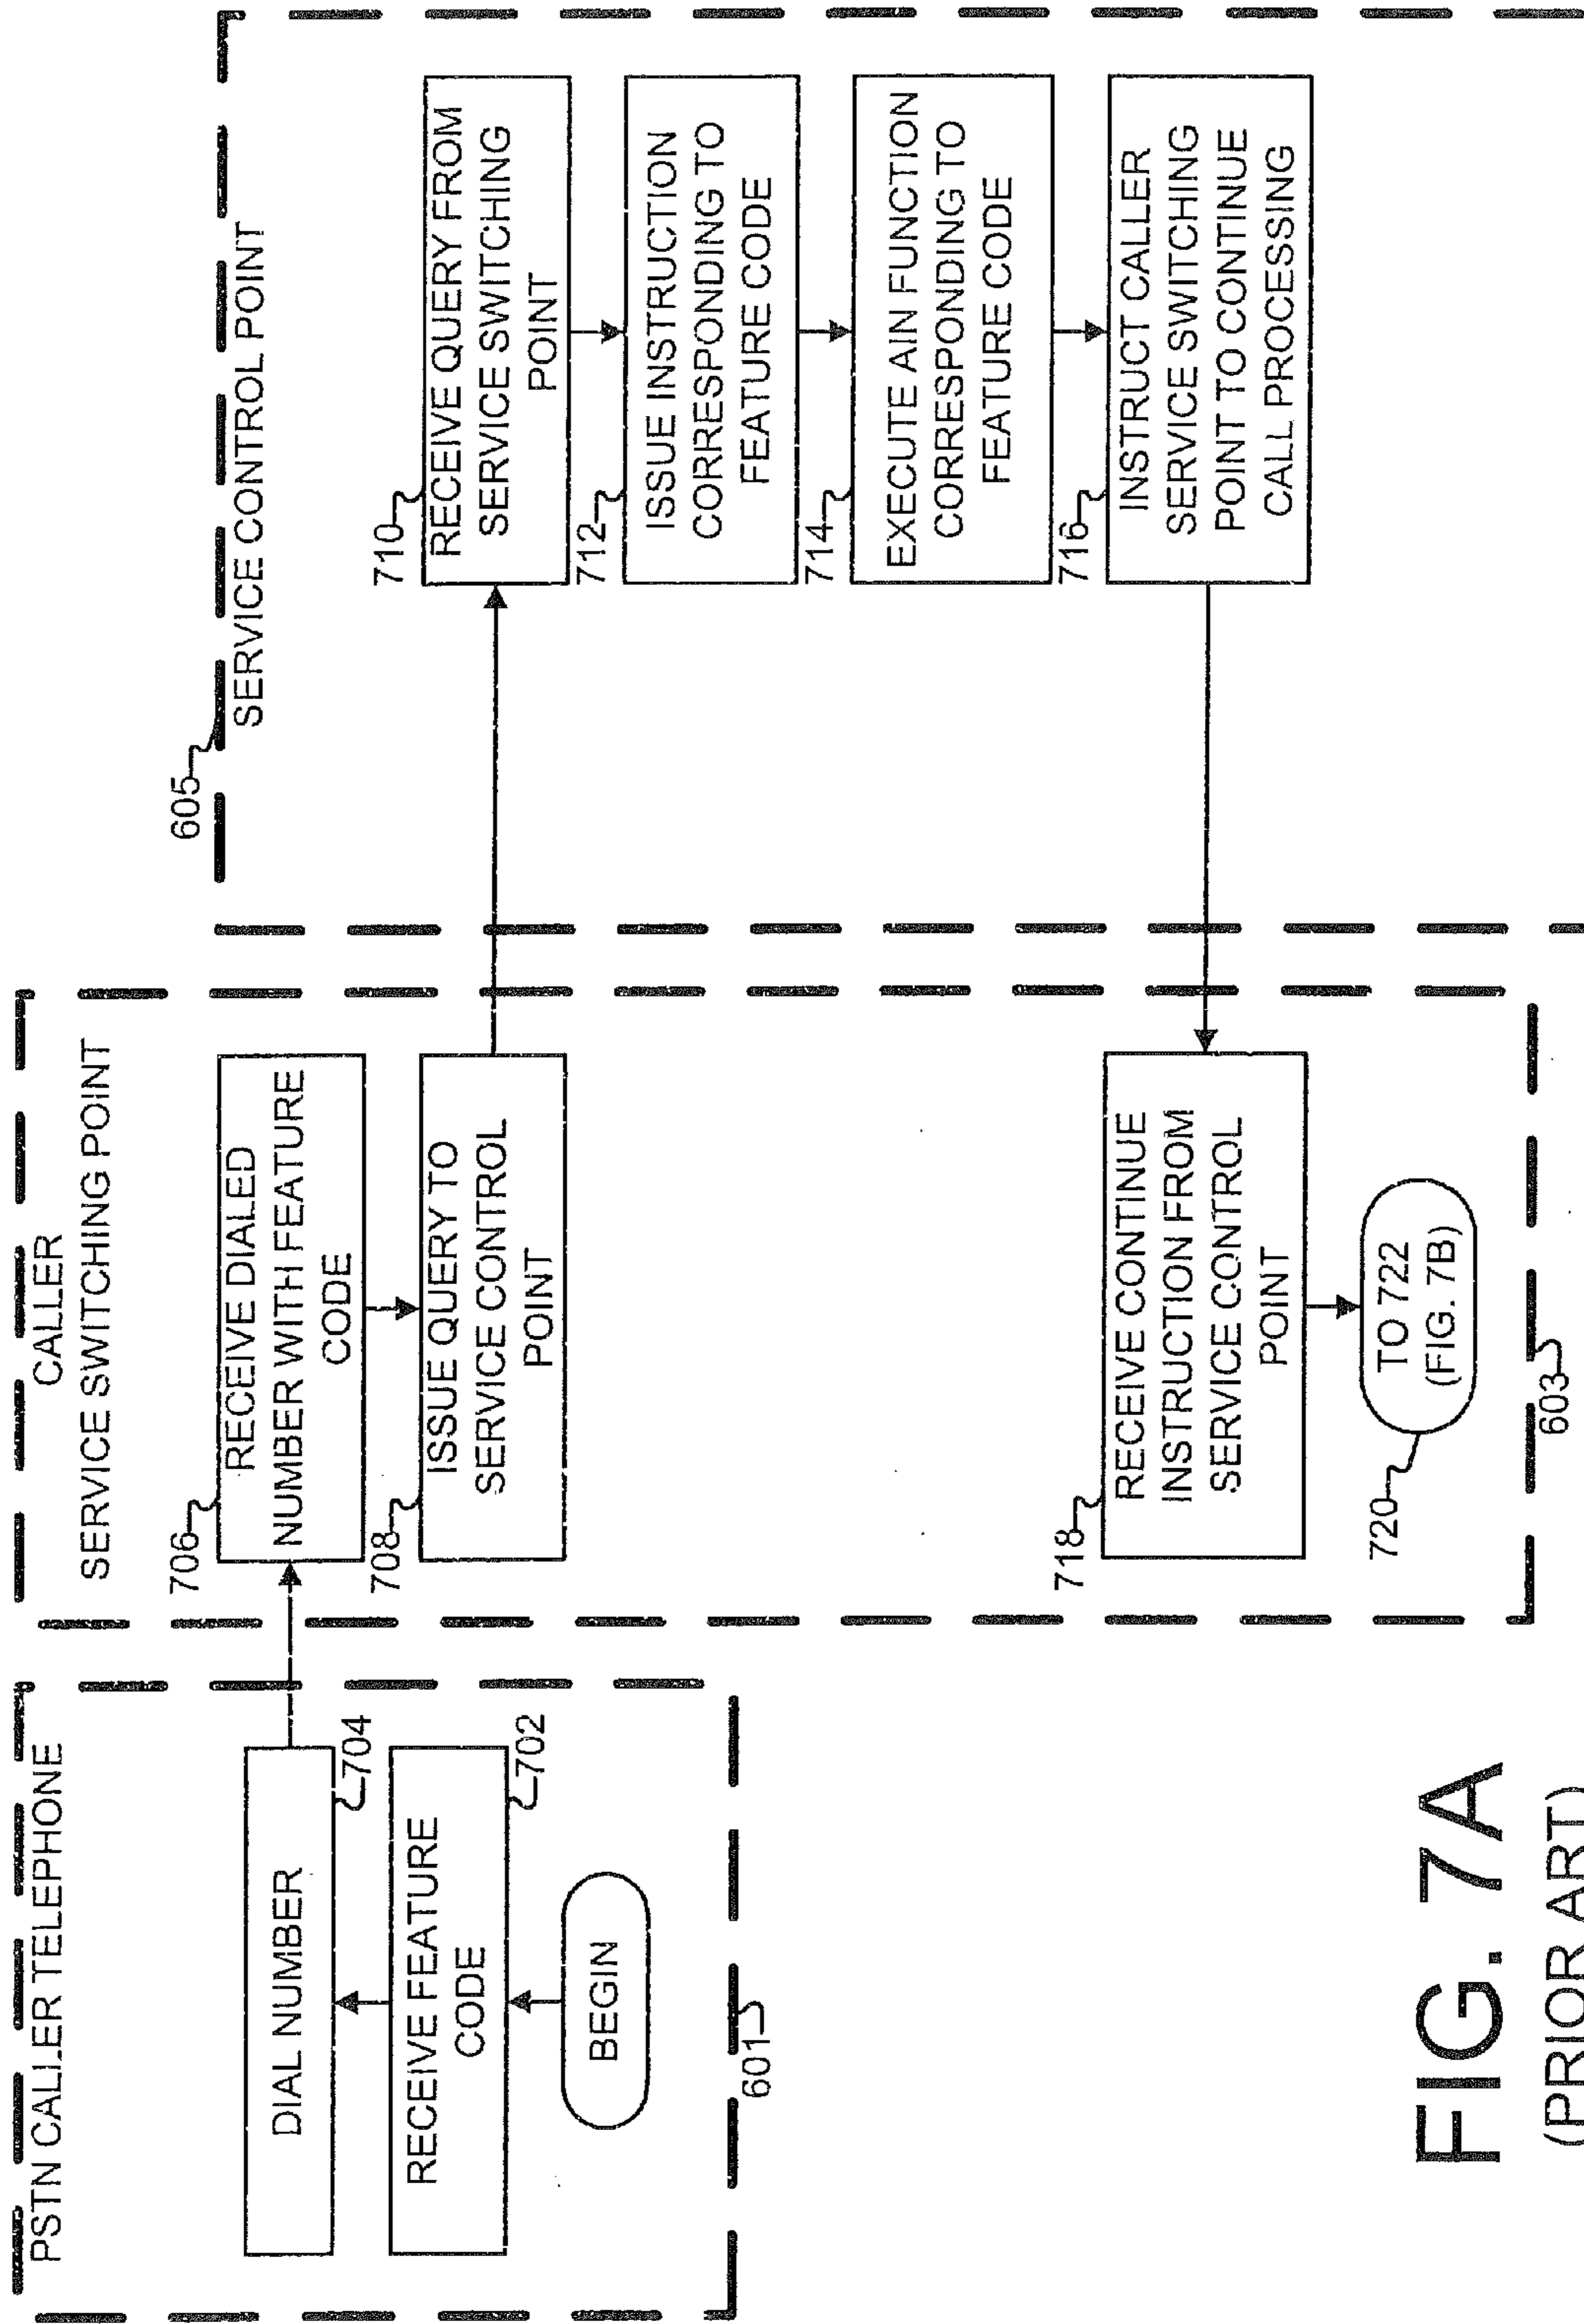 PSTN CALLER TELEPHONE
DIAL NUMBER
704
RECEIVE FEATURE
CODE
702
BEGIN
601
CALLER
SERVICE SWITCHING POINT
706
RECEIVE DIALED
NUMBER WITH FEATURE
CODE
708
ISSUE QUERY TO
SERVICE CONTROL
POINT
718
RECEIVE CONTINUE
INSTRUCTION FROM
SERVICE CONTROL
POINT
720
TO 722
(FIG. 7B)
603
605
SERVICE CONTROL POINT
710
RECEIVE QUERY FROM
SERVICE SWITCHING
POINT
712
ISSUE INSTRUCTION
CORRESPONDING TO
FEATURE CODE
714
EXECUTE AIN FUNCTION
CORRESPONDING TO
FEATURE CODE
716
INSTRUCT CALLER
SERVICE SWITCHING
POINT TO CONTINUE
CALL PROCESSING
FIG. 7A
(PRIOR ART)